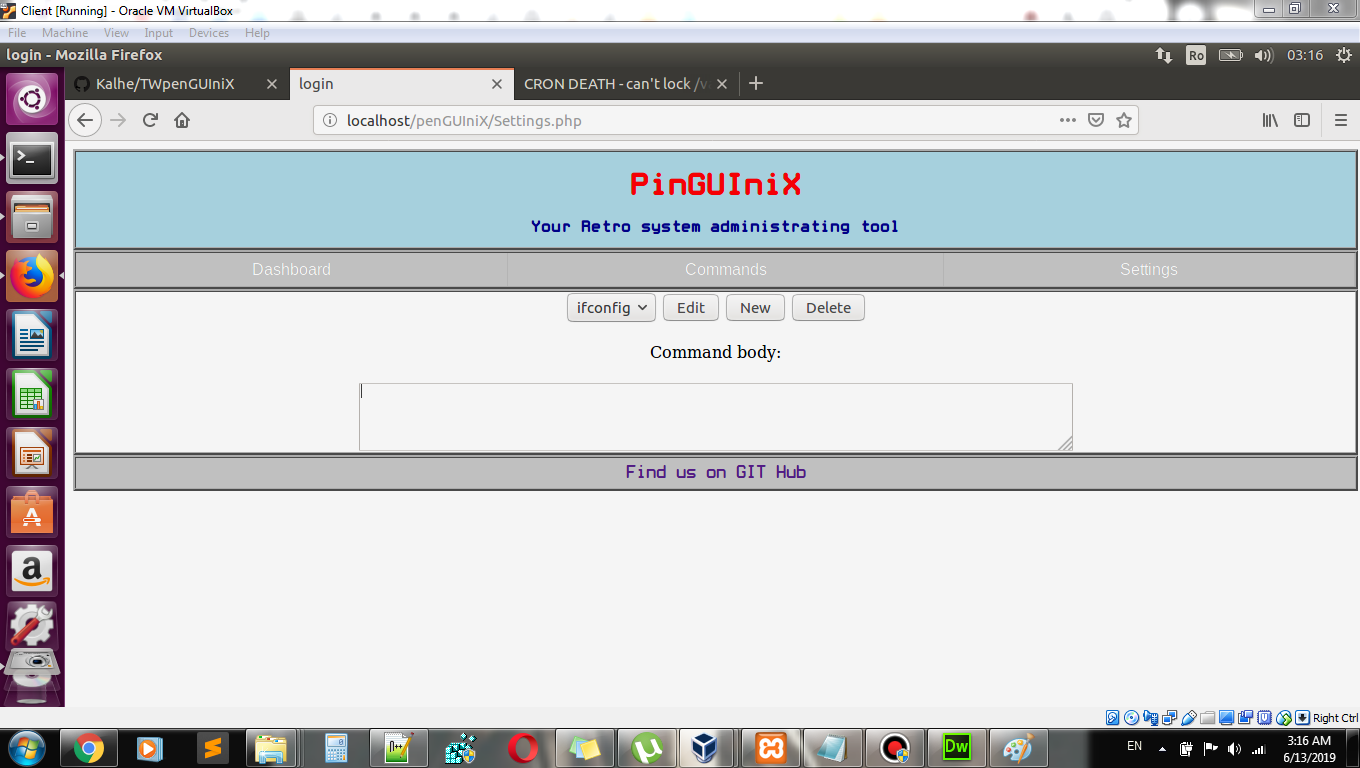 Client [Running] - Oracle VM VirtualBox
File Machine View Input Devices Help
login - Mozilla Firefox
Ro
03:16
Kalhe/TWpenGUIniX
login
CRON DEATH - can't lock /v
localhost/penGUIniX/Settings.php
PinGUIniX
Your Retro system administrating tool
Dashboard Commands Settings
ifconfig Edit New Delete
Command body:
Find us on GIT Hub
Right Ctrl
Dw
EN
3:16 AM
6/13/2019